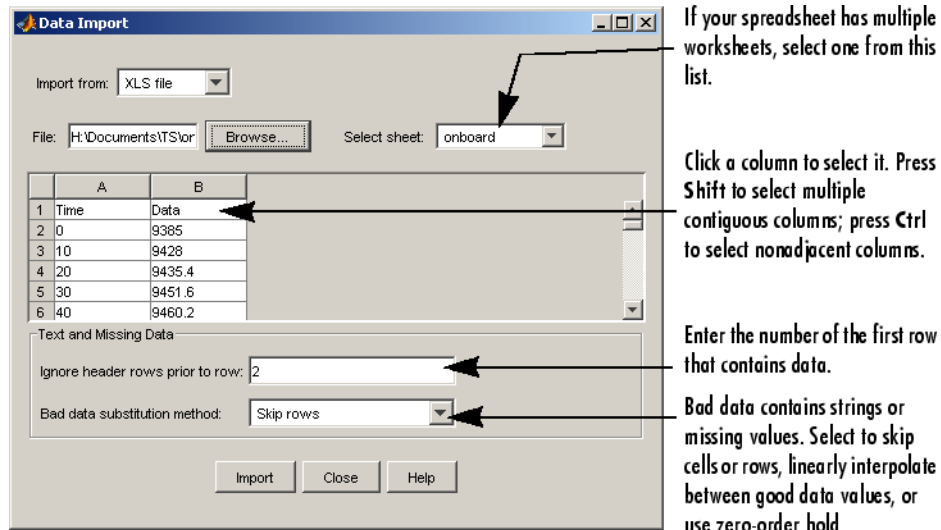 Data Import
If your spreadsheet has multiple
worksheets, select one from this
list.
Import from: XLS file
File: H:\Documents\TS\or Browse... Select sheet: onboard
Click a column to select it. Press
Shift to select multiple
contiguous columns; press Ctrl
to select nonadjacent columns.
A B
1 Time Data
2 0 9385
3 10 9428
4 20 9435.4
5 30 9451.6
6 40 9460.2
Text and Missing Data
Ignore header rows prior to row: 2
Enter the number of the first row
that contains data.
Bad data substitution method: Skip rows
Bad data contains strings or
missing values. Select to skip
cells or rows, linearly interpolate
between good data values, or
use zero-order hold
Import Close Help